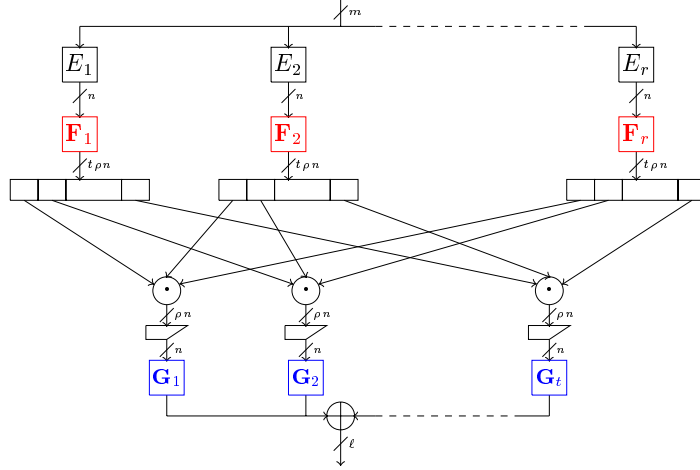 m
E₁ E₂ Eᵣ
n n n
F₁ F₂ Fᵣ
tρn tρn tρn
ρn ρn ρn
n n n
G₁ G₂ Gₜ
ℓ